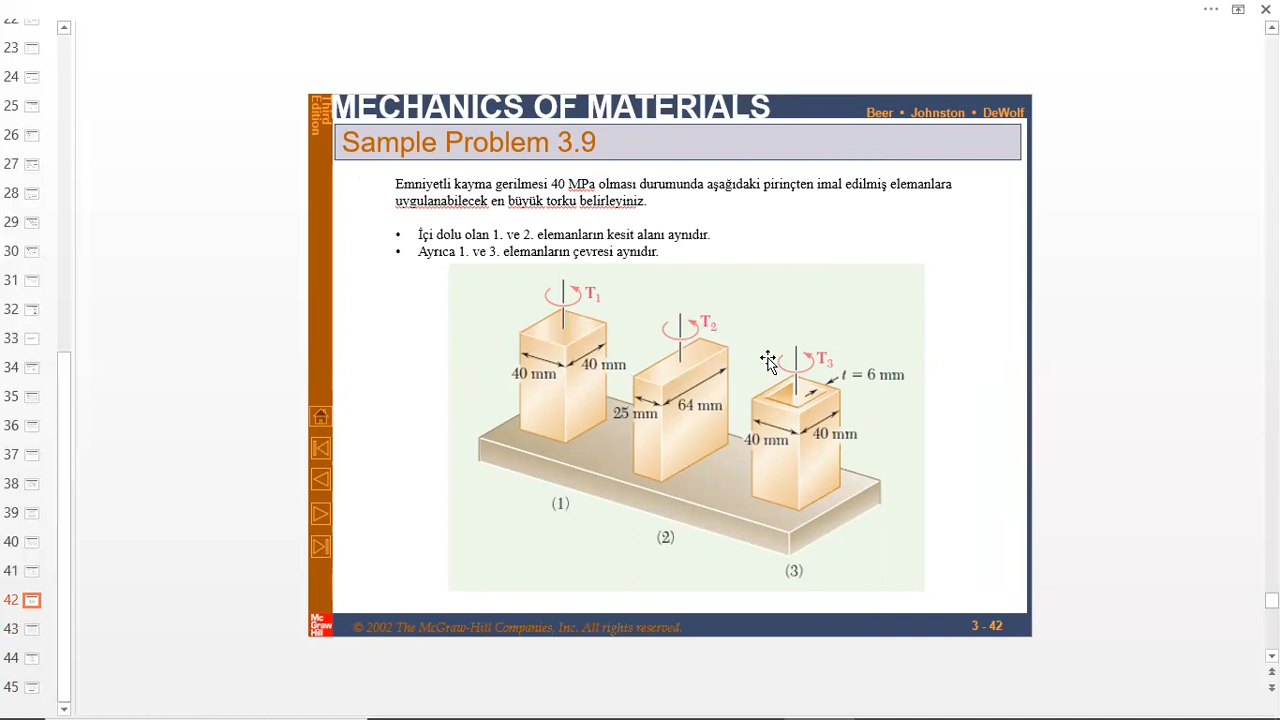 22
23
24
25
26
27
28
29
30
31
32
33
34
35
36
37
38
39
40
41
42
43
44
45
Third
Edition
MECHANICS OF MATERIALS
Beer • Johnston • DeWolf
Sample Problem 3.9
Emniyetli kayma gerilmesi 40 MPa olması durumunda aşağıdaki pirinçten imal edilmiş elemanlara
uygulanabilecek en büyük torku belirleyiniz.
• İçi dolu olan 1. ve 2. elemanların kesit alanı aynıdır.
• Ayrıca 1. ve 3. elemanların çevresi aynıdır.
T1
T2
T3
t = 6 mm
40 mm
40 mm
25 mm
64 mm
40 mm
40 mm
(1)
(2)
(3)
Mc
Graw
Hill
© 2002 The McGraw-Hill Companies, Inc. All rights reserved.
3 - 42